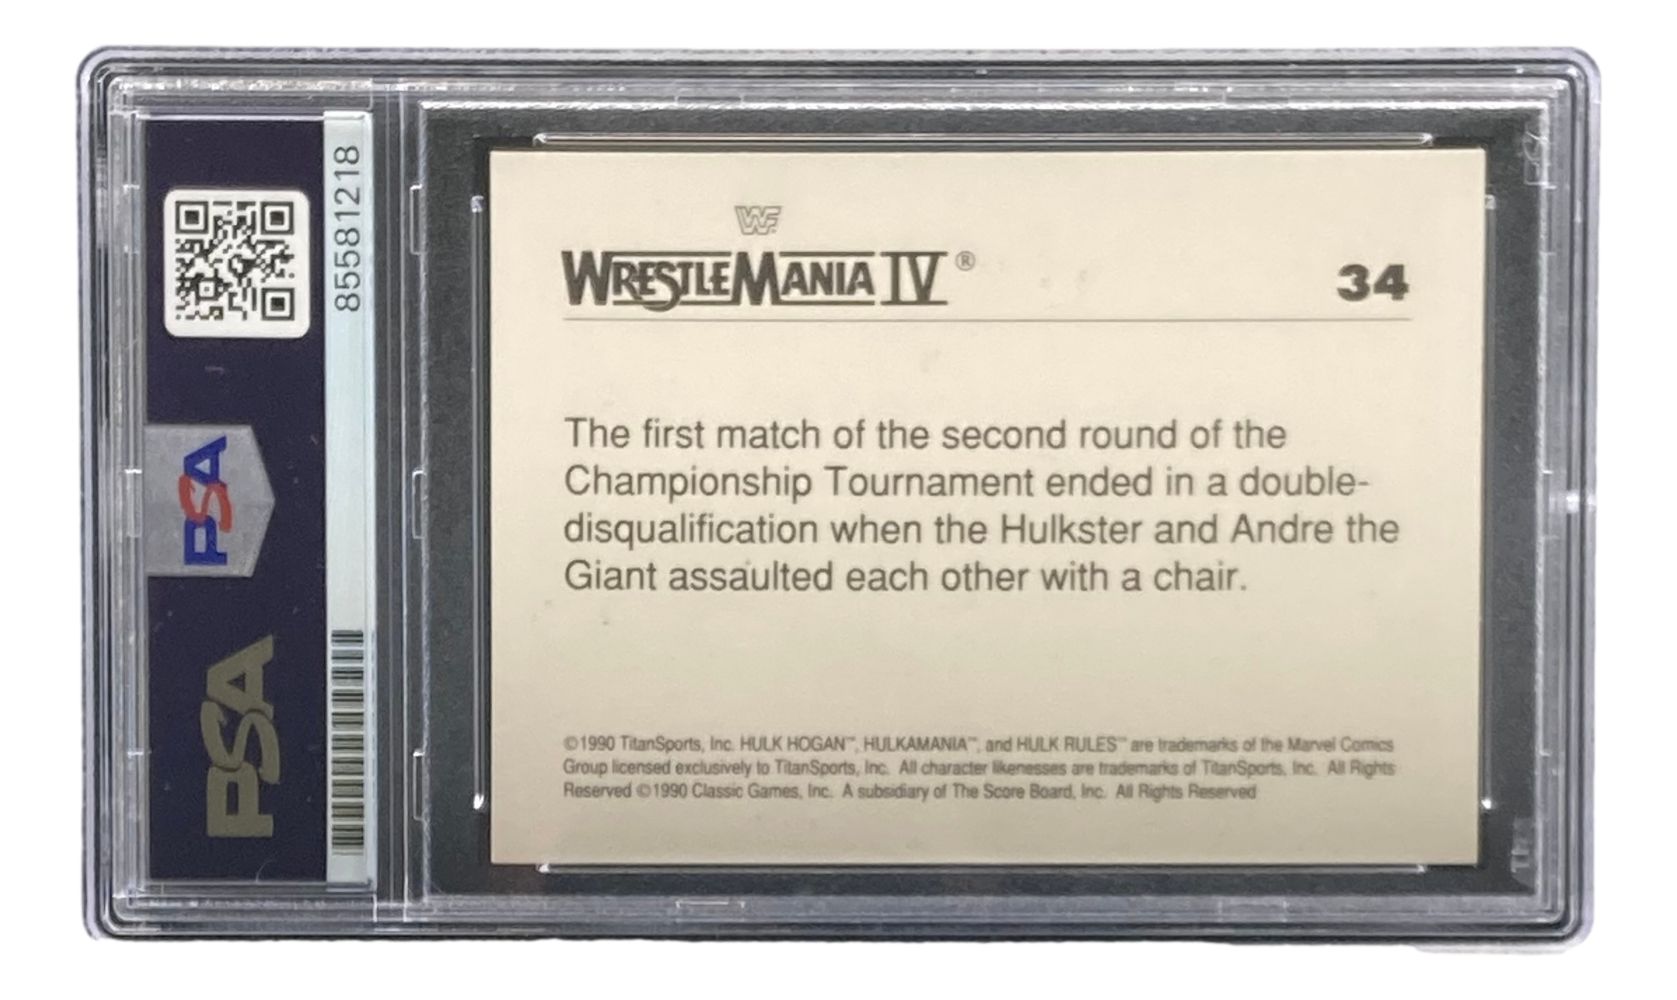 85581218
PSA
PSA
WF
WRESTLEMANIA IV®
34
The first match of the second round of the
Championship Tournament ended in a double-
disqualification when the Hulkster and Andre the
Giant assaulted each other with a chair.
©1990 TitanSports, Inc. HULK HOGAN™, HULKAMANIA™, and HULK RULES™ are trademarks of the Marvel Comics
Group licensed exclusively to TitanSports, Inc. All character likenesses are trademarks of TitanSports, Inc. All Rights
Reserved ©1990 Classic Games, Inc. A subsidiary of The Score Board, Inc. All Rights Reserved